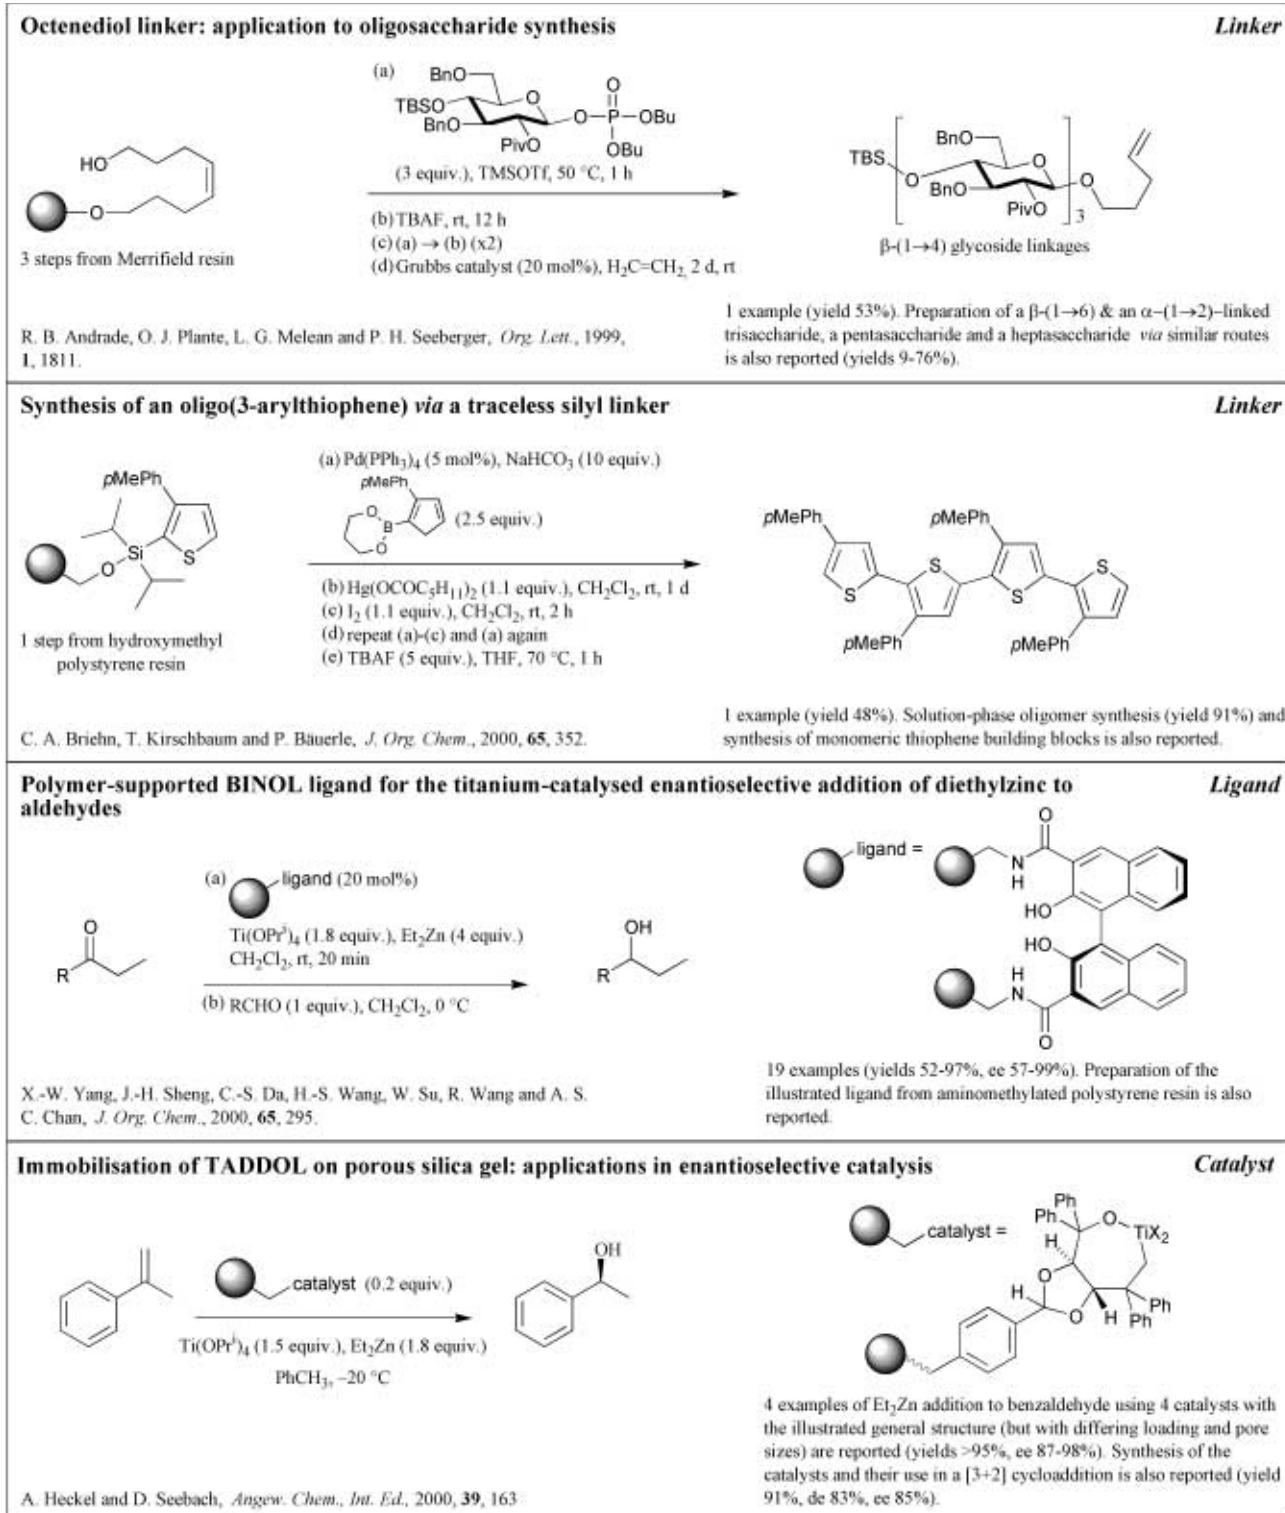 Octenediol linker: application to oligosaccharide synthesis Linker
(a)
BnO
TBSO
BnO
PivO
O
O
O
P
OBu
OBu
HO
O
3 steps from Merrifield resin
(3 equiv.), TMSOTf, 50 °C, 1 h
(b) TBAF, rt, 12 h
(c) (a) → (b) (x2)
(d) Grubbs catalyst (20 mol%), H2C=CH2, 2 d, rt
TBS
O
BnO
BnO
PivO
O
O
3
β-(1→4) glycoside linkages
R. B. Andrade, O. J. Plante, L. G. Melean and P. H. Seeberger, Org. Lett., 1999,
1, 1811.
1 example (yield 53%). Preparation of a β-(1→6) & an α–(1→2)–linked
trisaccharide, a pentasaccharide and a heptasaccharide via similar routes
is also reported (yields 9-76%).
Synthesis of an oligo(3-arylthiophene) via a traceless silyl linker Linker
pMePh
Si
O
S
1 step from hydroxymethyl
polystyrene resin
(a) Pd(PPh3)4 (5 mol%), NaHCO3 (10 equiv.)
pMePh
O
B
O
(2.5 equiv.)
(b) Hg(OCOC5H11)2 (1.1 equiv.), CH2Cl2, rt, 1 d
(c) I2 (1.1 equiv.), CH2Cl2, rt, 2 h
(d) repeat (a)-(c) and (a) again
(e) TBAF (5 equiv.), THF, 70 °C, 1 h
pMePh
pMePh
S
S
S
S
pMePh
pMePh
C. A. Briehn, T. Kirschbaum and P. Bäuerle, J. Org. Chem., 2000, 65, 352.
1 example (yield 48%). Solution-phase oligomer synthesis (yield 91%) and
synthesis of monomeric thiophene building blocks is also reported.
Polymer-supported BINOL ligand for the titanium-catalysed enantioselective addition of diethylzinc to Ligand
aldehydes
O
R
(a)
ligand (20 mol%)
Ti(OPri)4 (1.8 equiv.), Et2Zn (4 equiv.)
CH2Cl2, rt, 20 min
(b) RCHO (1 equiv.), CH2Cl2, 0 °C
OH
R
ligand =
O
N
H
HO
HO
H
N
O
X.-W. Yang, J.-H. Sheng, C.-S. Da, H.-S. Wang, W. Su, R. Wang and A. S.
C. Chan, J. Org. Chem., 2000, 65, 295.
19 examples (yields 52-97%, ee 57-99%). Preparation of the
illustrated ligand from aminomethylated polystyrene resin is also
reported.
Immobilisation of TADDOL on porous silica gel: applications in enantioselective catalysis Catalyst
catalyst (0.2 equiv.)
Ti(OPri)4 (1.5 equiv.), Et2Zn (1.8 equiv.)
PhCH3, –20 °C
OH
catalyst =
Ph
Ph
O
TiX2
H
O
H
O
H
Ph
Ph
4 examples of Et2Zn addition to benzaldehyde using 4 catalysts with
the illustrated general structure (but with differing loading and pore
sizes) are reported (yields >95%, ee 87-98%). Synthesis of the
catalysts and their use in a [3+2] cycloaddition is also reported (yield
91%, de 83%, ee 85%).
A. Heckel and D. Seebach, Angew. Chem., Int. Ed., 2000, 39, 163